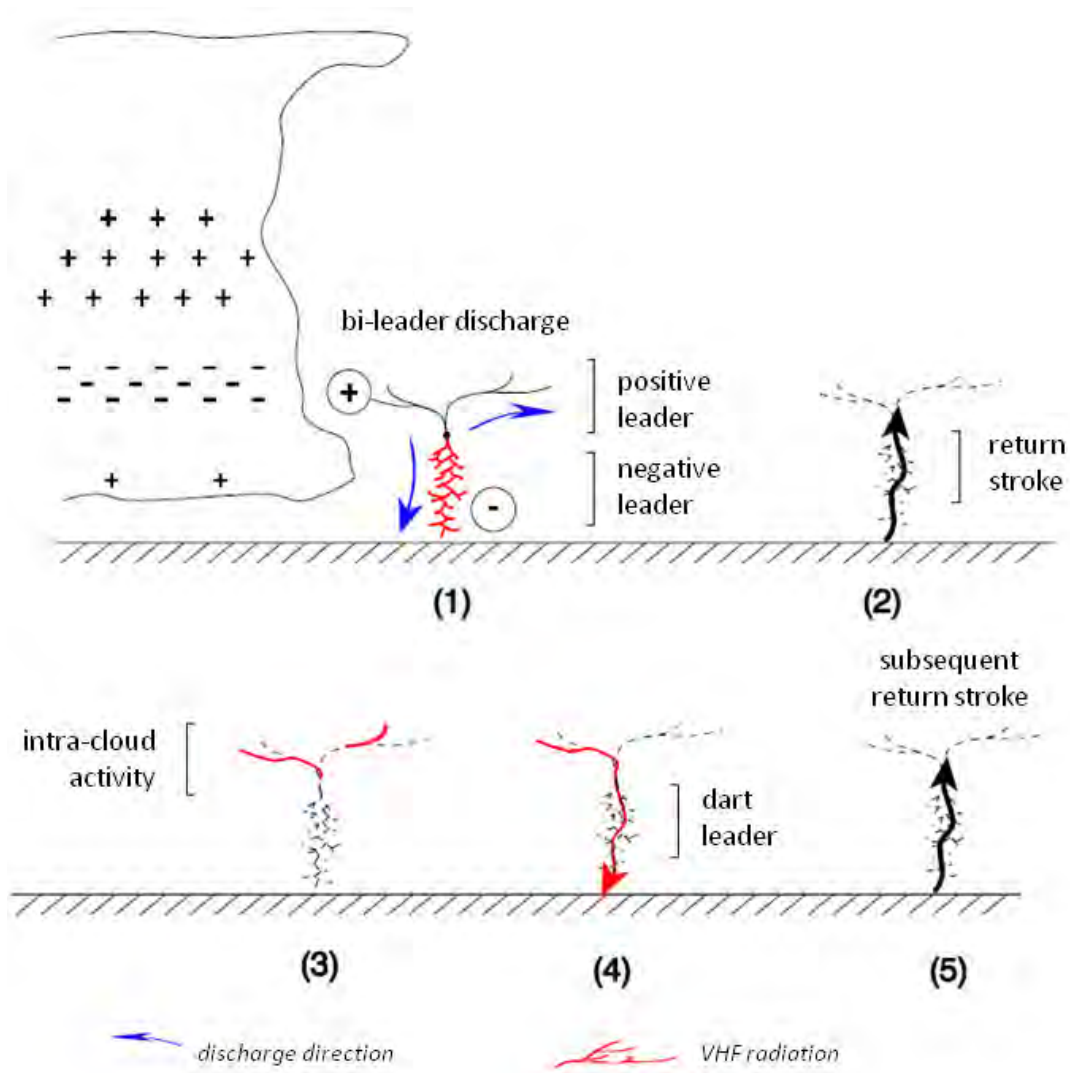 + + +
+ + + + +
+ + + + +
bi-leader discharge
- - - - -
- - - -
- - - - -
+
positive
leader
+ +
negative
leader
-
return
stroke
(1)
(2)
subsequent
return stroke
intra-cloud
activity
dart
leader
(3)
(4)
(5)
discharge direction
VHF radiation